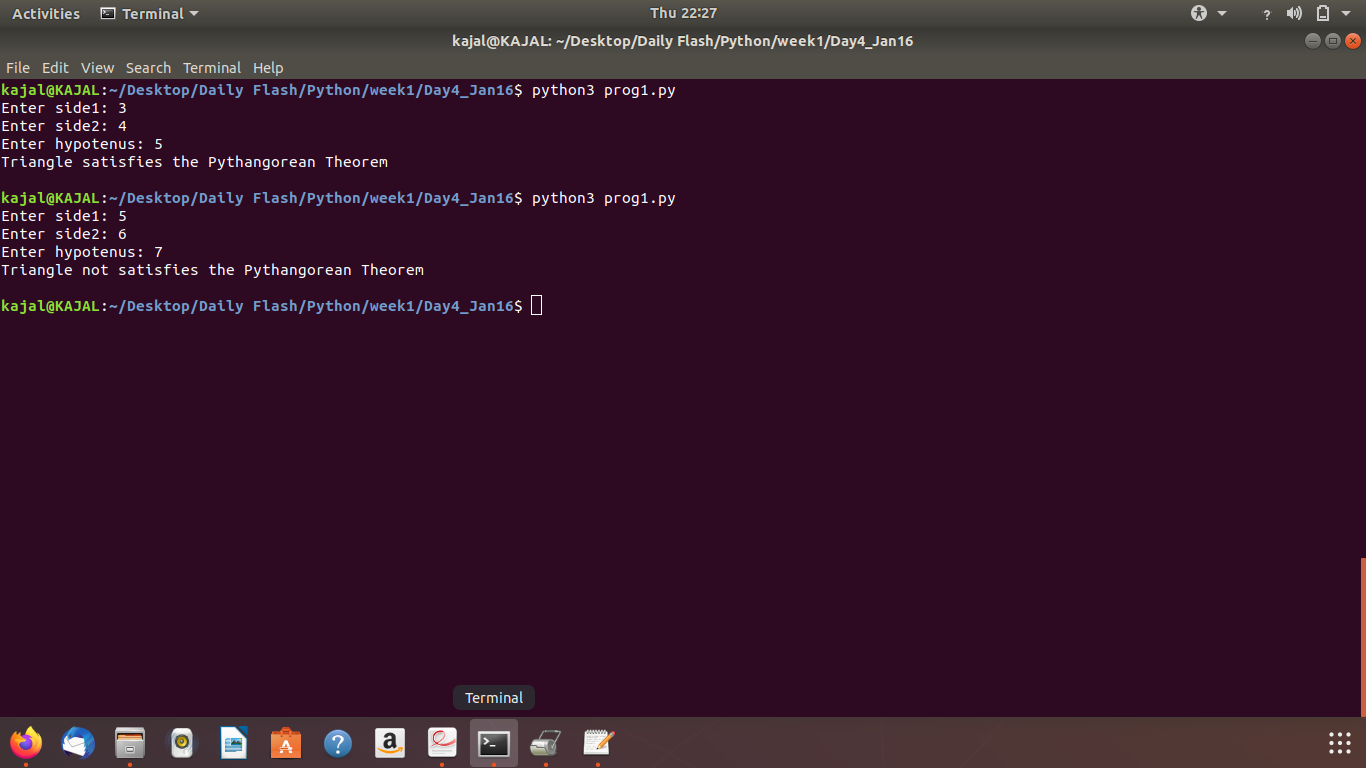 Activities Terminal Thu 22:27 ?
kajal@KAJAL: ~/Desktop/Daily Flash/Python/week1/Day4_Jan16
File Edit View Search Terminal Help
kajal@KAJAL:~/Desktop/Daily Flash/Python/week1/Day4_Jan16$ python3 prog1.py
Enter side1: 3
Enter side2: 4
Enter hypotenus: 5
Triangle satisfies the Pythangorean Theorem
kajal@KAJAL:~/Desktop/Daily Flash/Python/week1/Day4_Jan16$ python3 prog1.py
Enter side1: 5
Enter side2: 6
Enter hypotenus: 7
Triangle not satisfies the Pythangorean Theorem
kajal@KAJAL:~/Desktop/Daily Flash/Python/week1/Day4_Jan16$
Terminal